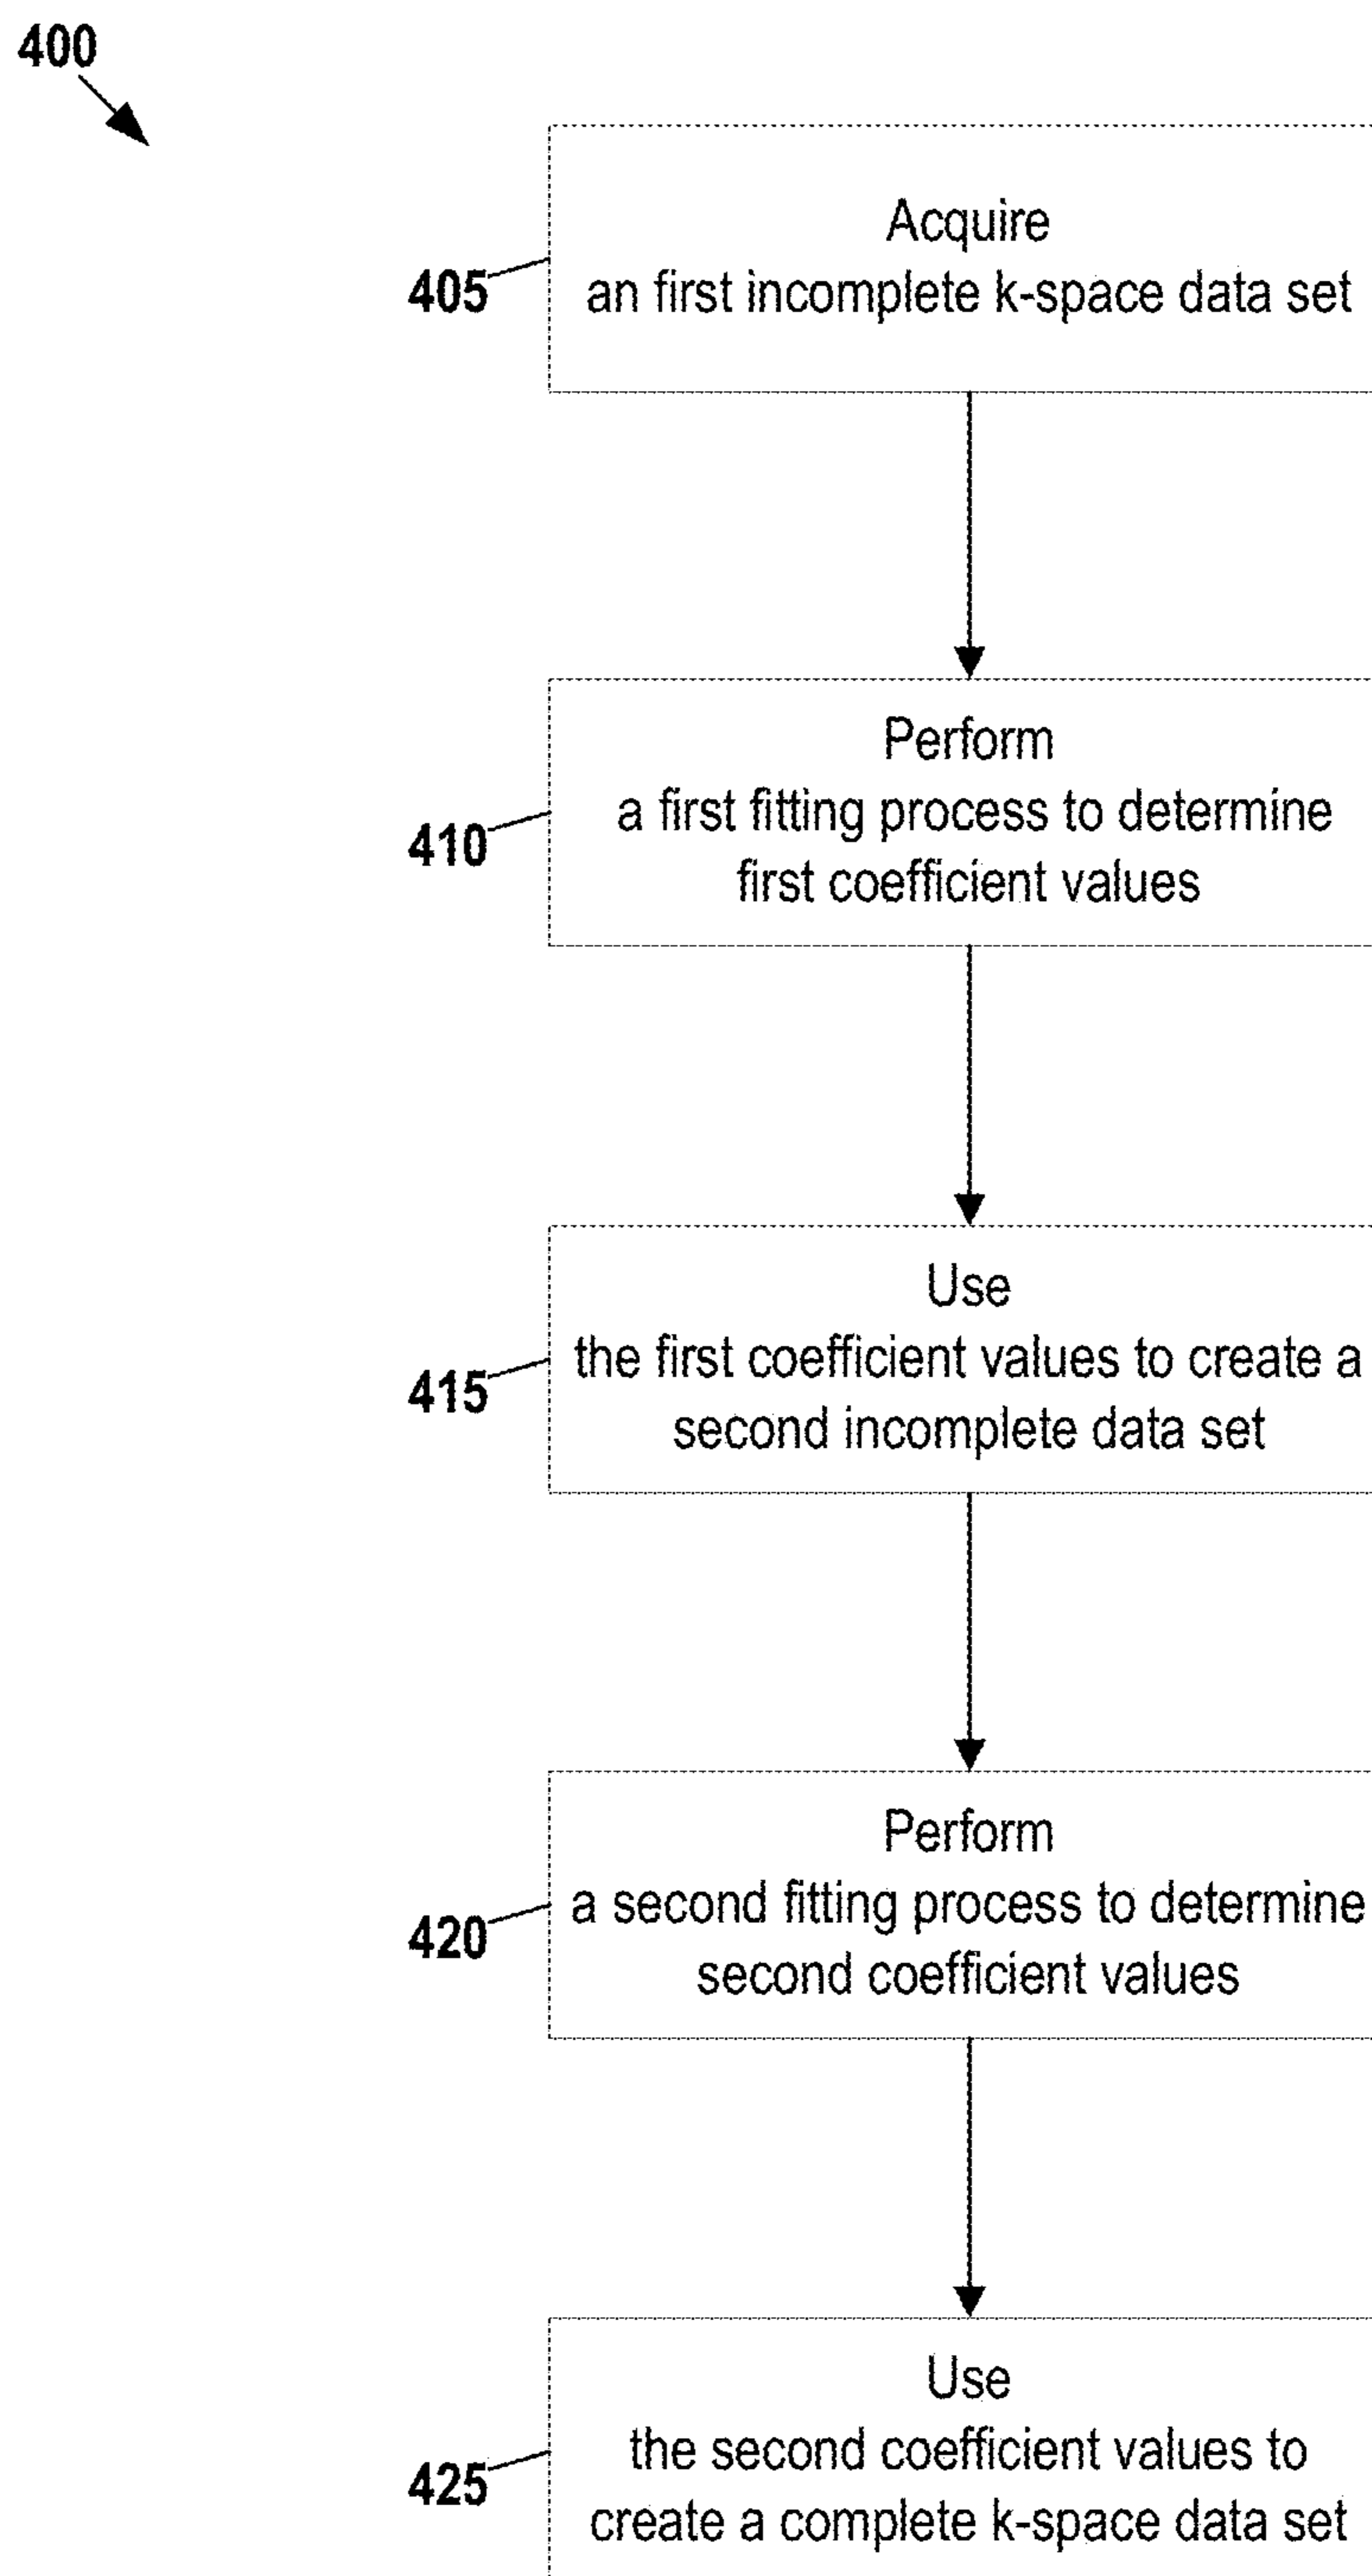 400
Acquire
405
an first incomplete k-space data set
Perform
410
a first fitting process to determine
first coefficient values
Use
415
the first coefficient values to create a
second incomplete data set
Perform
420
a second fitting process to determine
second coefficient values
Use
425
the second coefficient values to
create a complete k-space data set